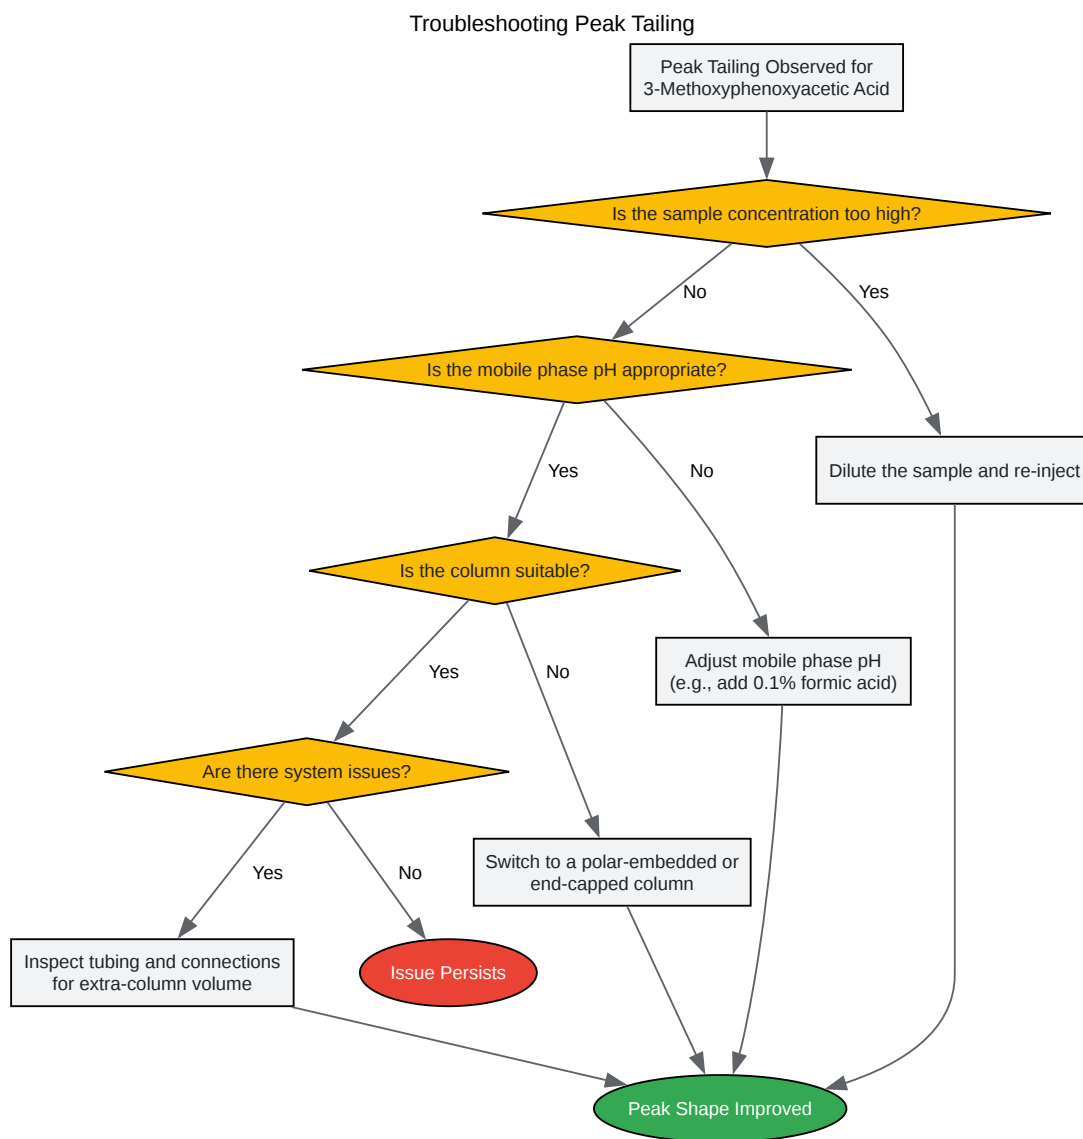 Troubleshooting Peak Tailing
Peak Tailing Observed for
3-Methoxyphenoxyacetic Acid
Is the sample concentration too high?
No
Yes
Is the mobile phase pH appropriate?
Dilute the sample and re-inject
Yes
No
Is the column suitable?
Adjust mobile phase pH
(e.g., add 0.1% formic acid)
Yes
No
Are there system issues?
Switch to a polar-embedded or
end-capped column
Yes
No
Inspect tubing and connections
for extra-column volume
Issue Persists
Peak Shape Improved